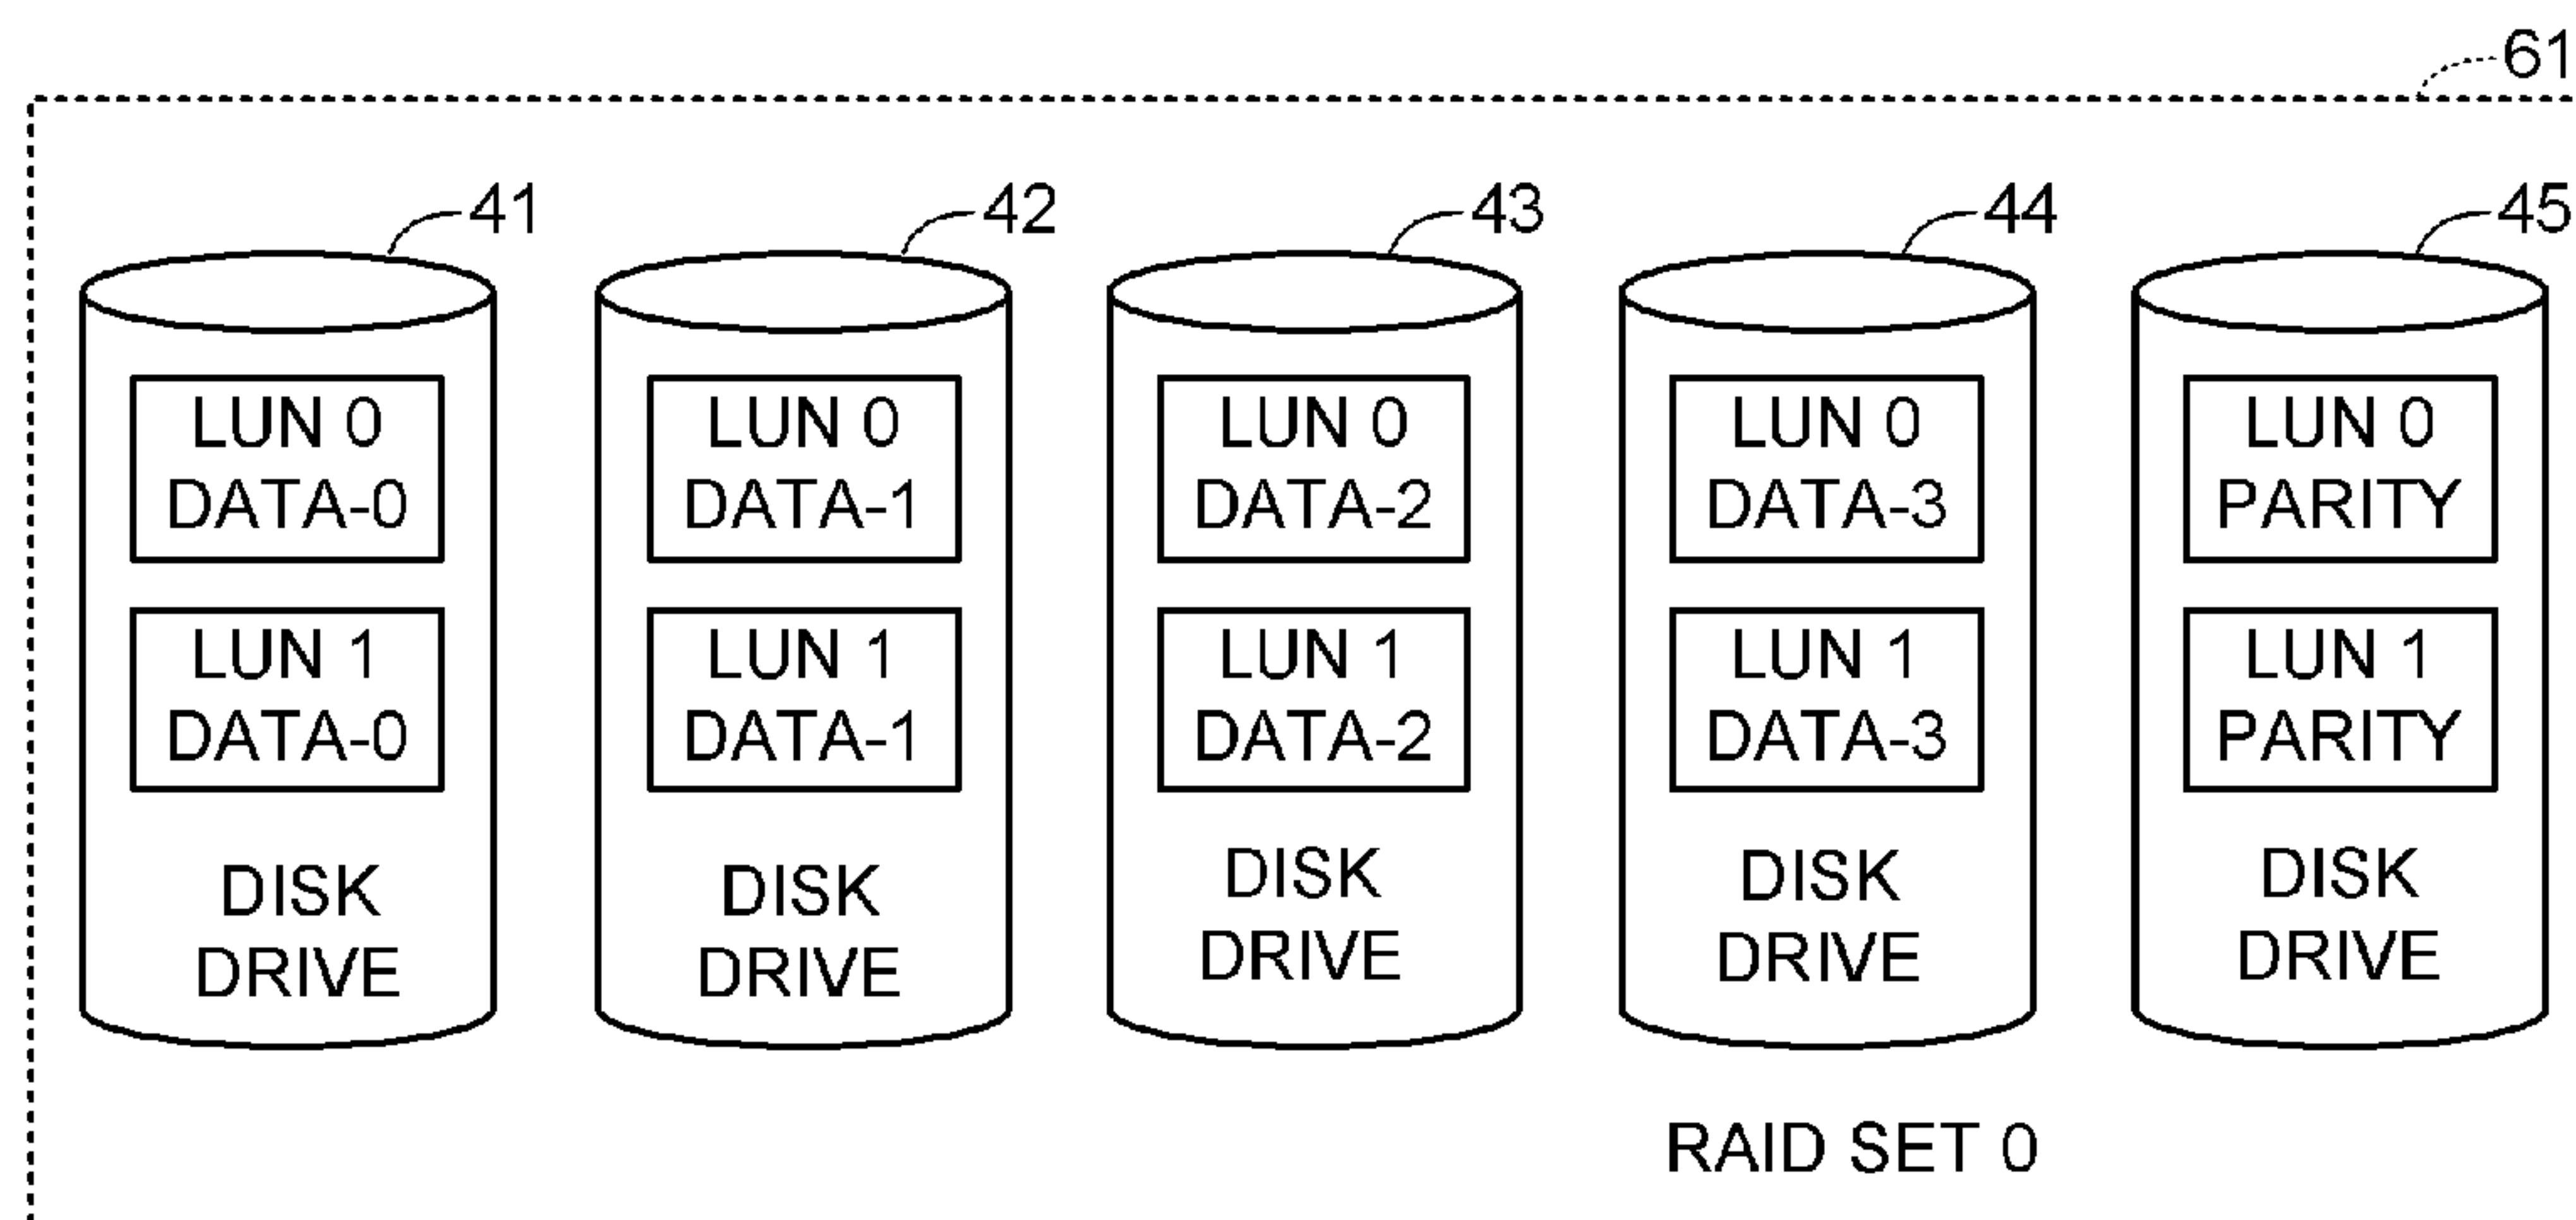 61
41
42
43
44
45
LUN 0
DATA-0
LUN 1
DATA-0
DISK
DRIVE
LUN 0
DATA-1
LUN 1
DATA-1
DISK
DRIVE
LUN 0
DATA-2
LUN 1
DATA-2
DISK
DRIVE
LUN 0
DATA-3
LUN 1
DATA-3
DISK
DRIVE
LUN 0
PARITY
LUN 1
PARITY
DISK
DRIVE
RAID SET 0